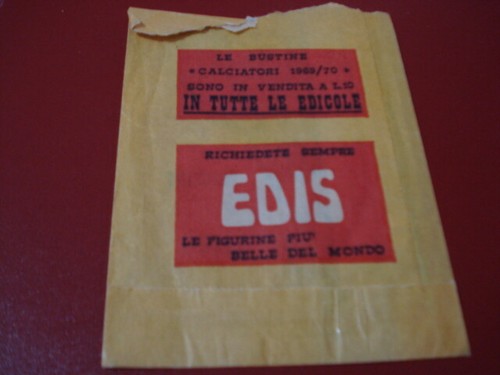 LE BUSTINE
* CALCIATORI 1969/70 *
SONO IN VENDITA A L.10
IN TUTTE LE EDICOLE
RICHIEDETE SEMPRE
EDIS
LE FIGURINE PIU'
BELLE DEL MONDO